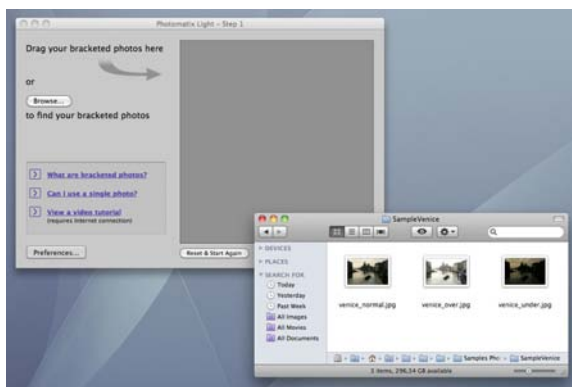 Photomatix Light – Step 1
Drag your bracketed photos here
or
Browse...
to find your bracketed photos
What are bracketed photos?
Can I use a single photo?
View a video tutorial
(requires Internet connection)
Preferences...
Reset & Start Again
SampleVenice
DEVICES
PLACES
SEARCH FOR
Today
Yesterday
Past Week
All Images
All Movies
All Documents
venice_normal.jpg
venice_over.jpg
venice_under.jpg
Samples Pho
SampleVenice
3 items, 296,54 GB available